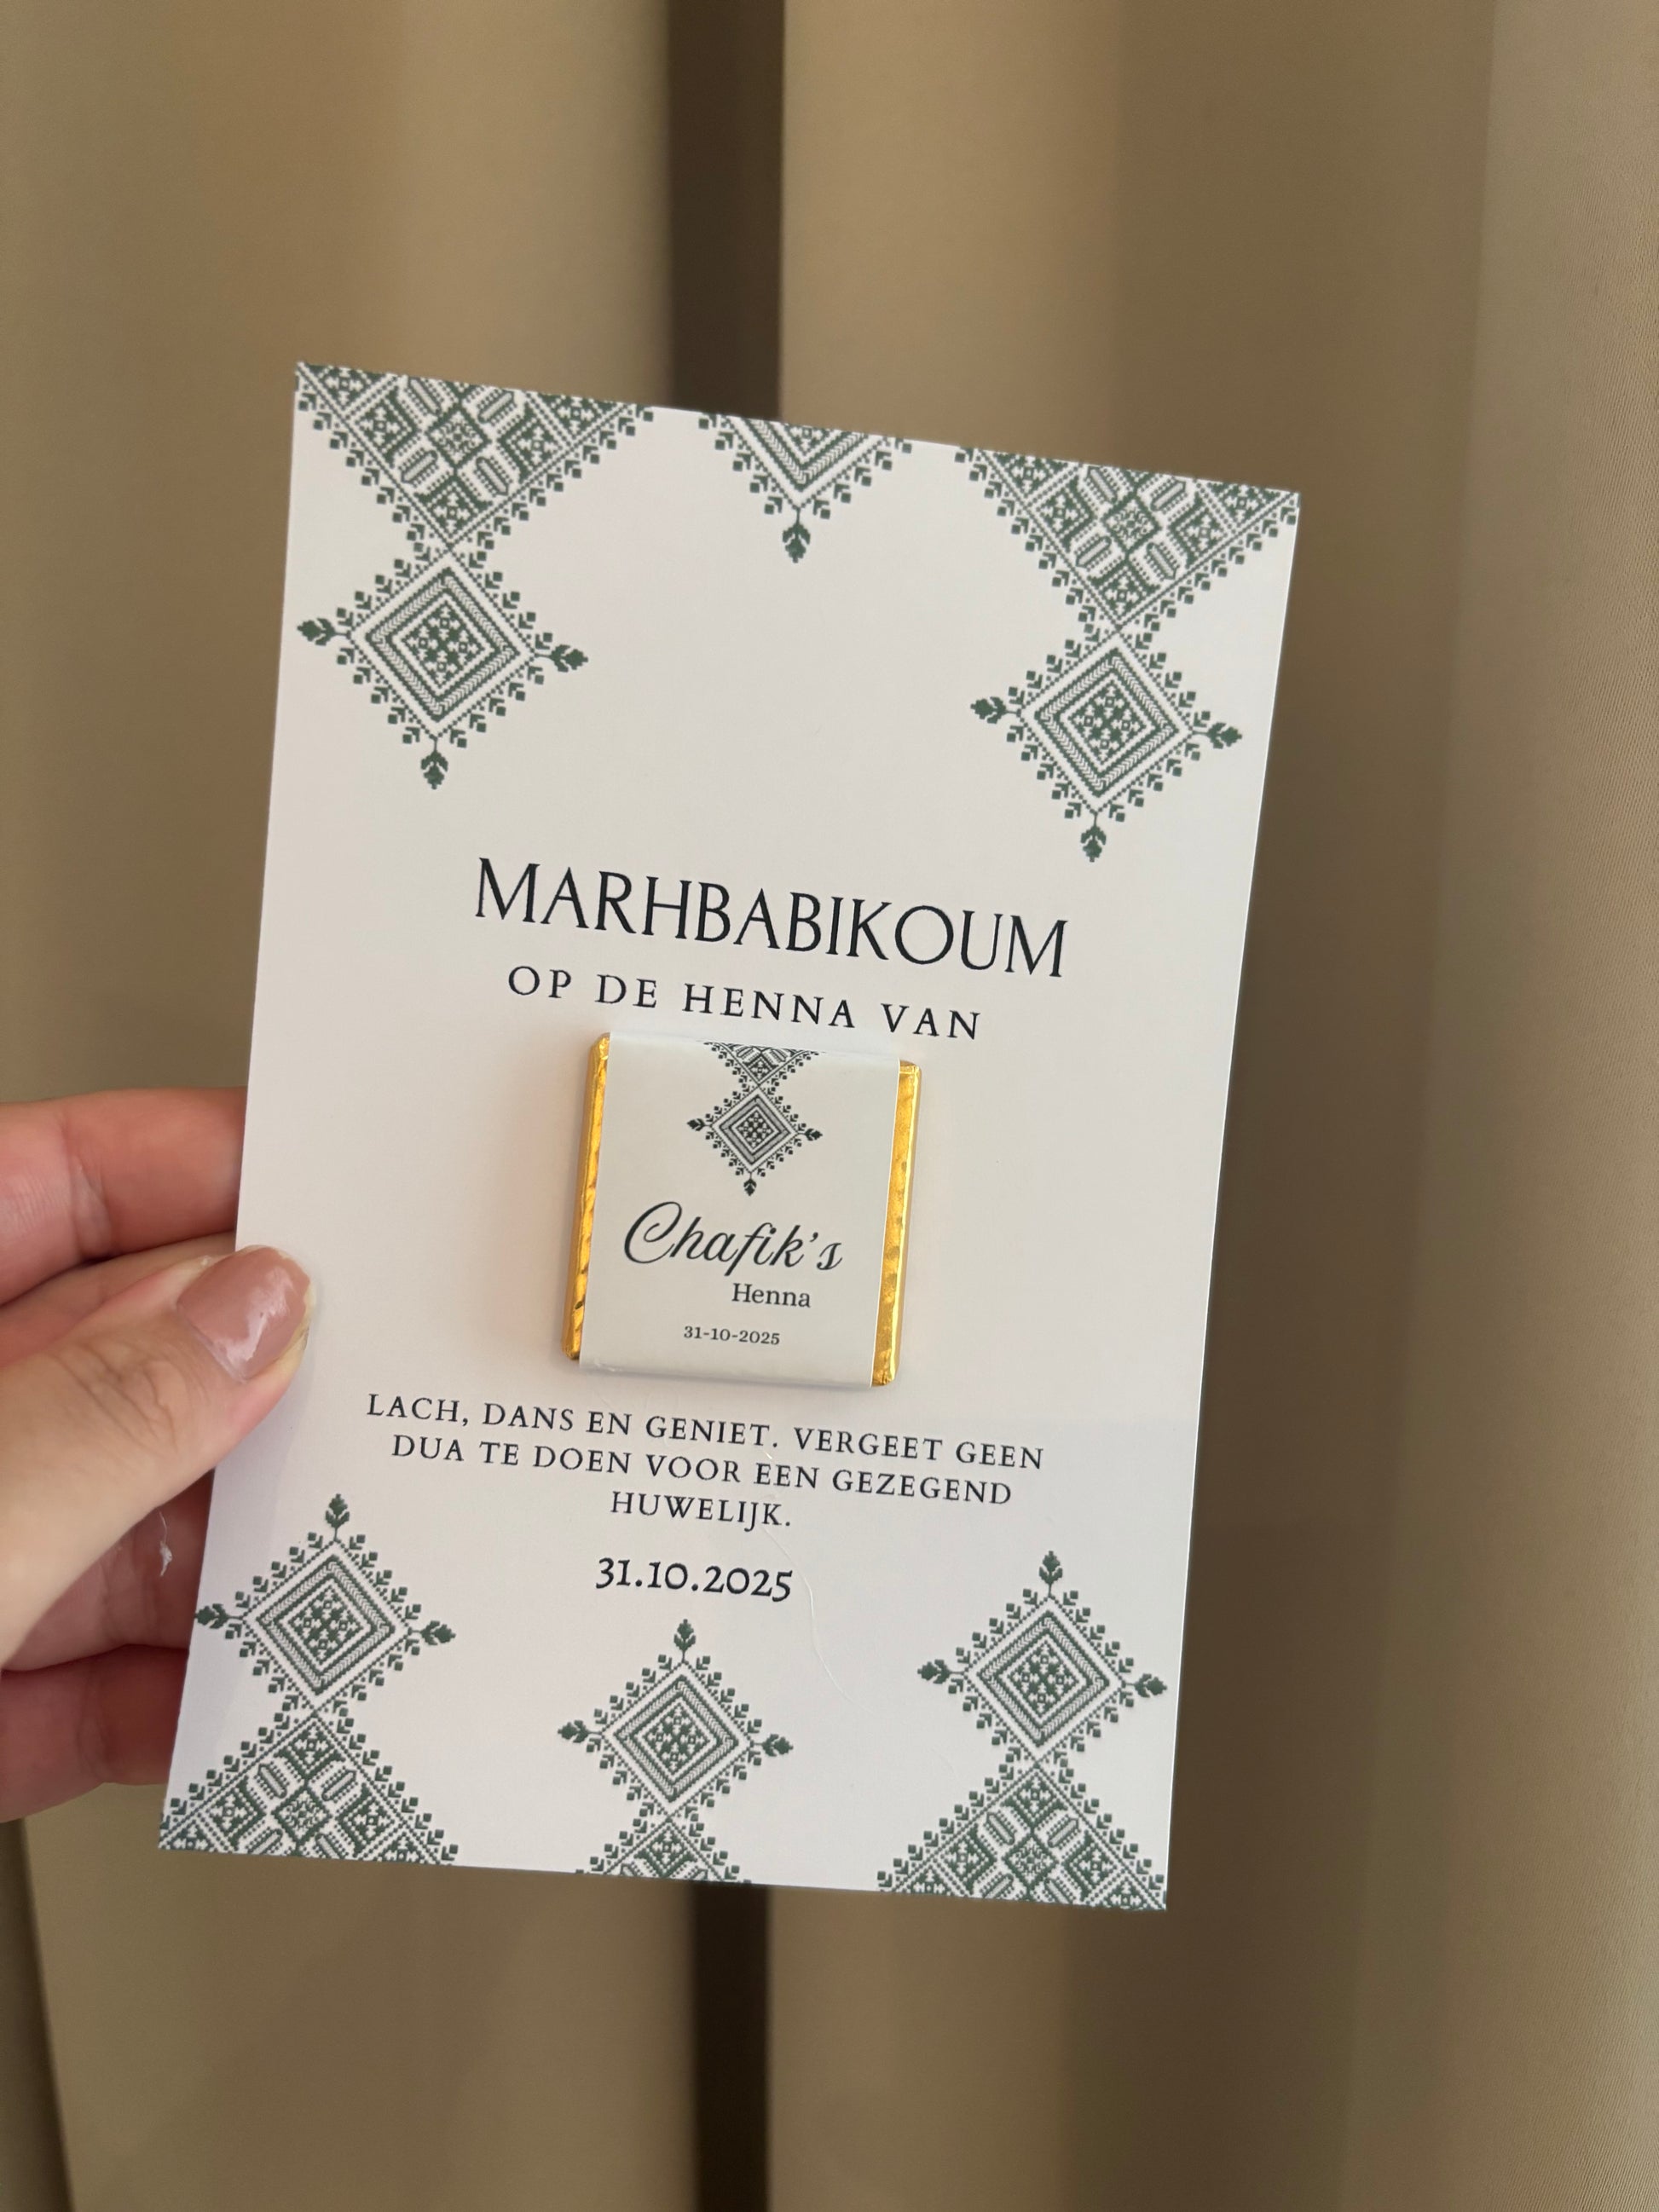 MARHBABIKOUM
OP DE HENNA VAN
Chafik's
Henna
31-10-2025
LACH, DANS EN GENIET. VERGEET GEEN
DUA TE DOEN VOOR EEN GEZEGEND
HUWELIJK.
31.10.2025